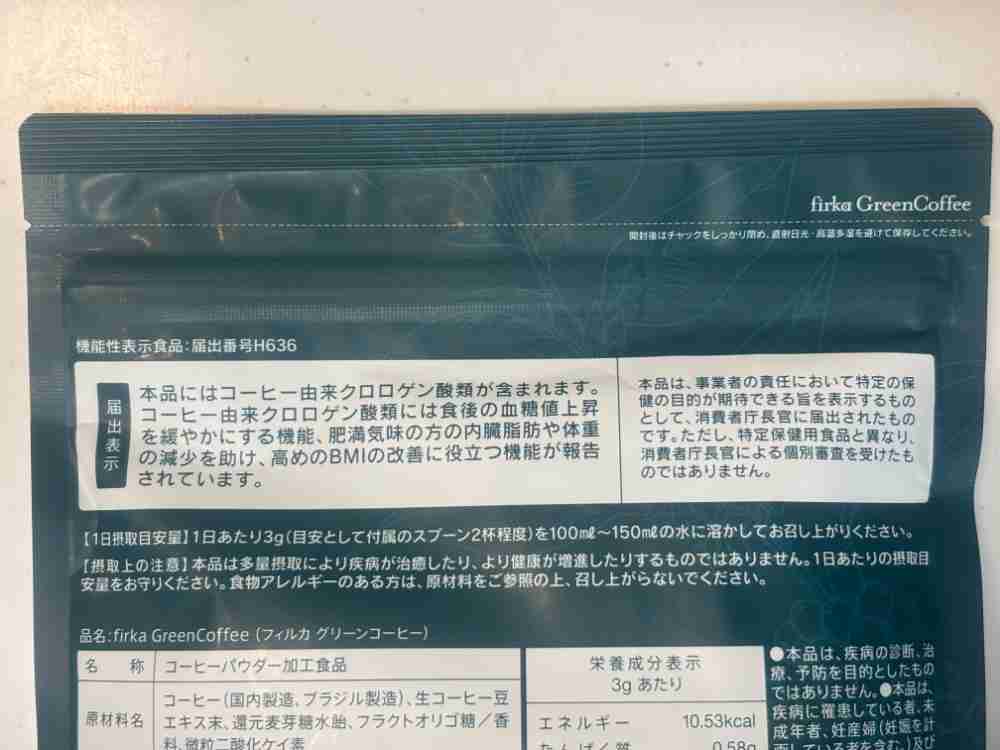 firka GreenCoffee
開封後はチャックをしっかり閉め、直射日光・高温多湿を避けて保存してください。
機能性表示食品:届出番号H636
届出表示
本品にはコーヒー由来クロロゲン酸類が含まれます。
コーヒー由来クロロゲン酸類には食後の血糖値上昇
を緩やかにする機能、肥満気味の方の内臓脂肪や体重
の減少を助け、高めのBMIの改善に役立つ機能が報告
されています。
本品は、事業者の責任において特定の保
健の目的が期待できる旨を表示するもの
として、消費者庁長官に届出されたもの
です。ただし、特定保健用食品と異なり、
消費者庁長官による個別審査を受けたも
のではありません。
【1日摂取目安量】1日あたり3g(目安として付属のスプーン2杯程度)を100㎖〜150㎖の水に溶かしてお召し上がりください。
【摂取上の注意】本品は多量摂取により疾病が治癒したり、より健康が増進したりするものではありません。1日あたりの摂取目
安量をお守りください。食物アレルギーのある方は、原材料をご参照の上、召し上がらないでください。
品名:firka GreenCoffee(フィルカ グリーンコーヒー)
名 称 コーヒーパウダー加工食品
原材料名 コーヒー(国内製造、ブラジル製造)、生コーヒー豆
エキス末、還元麦芽糖水飴、フラクトオリゴ糖/香
料、微粒二酸化ケイ素
栄養成分表示
3gあたり
エネルギー 10.53kcal
たんぱく質 0.58g
●本品は、疾病の診断、治
療、予防を目的としたもの
ではありません。●本品は、
疾病に罹患している者、未
成年者、妊産婦(妊娠を計
画している者を含む。)及び